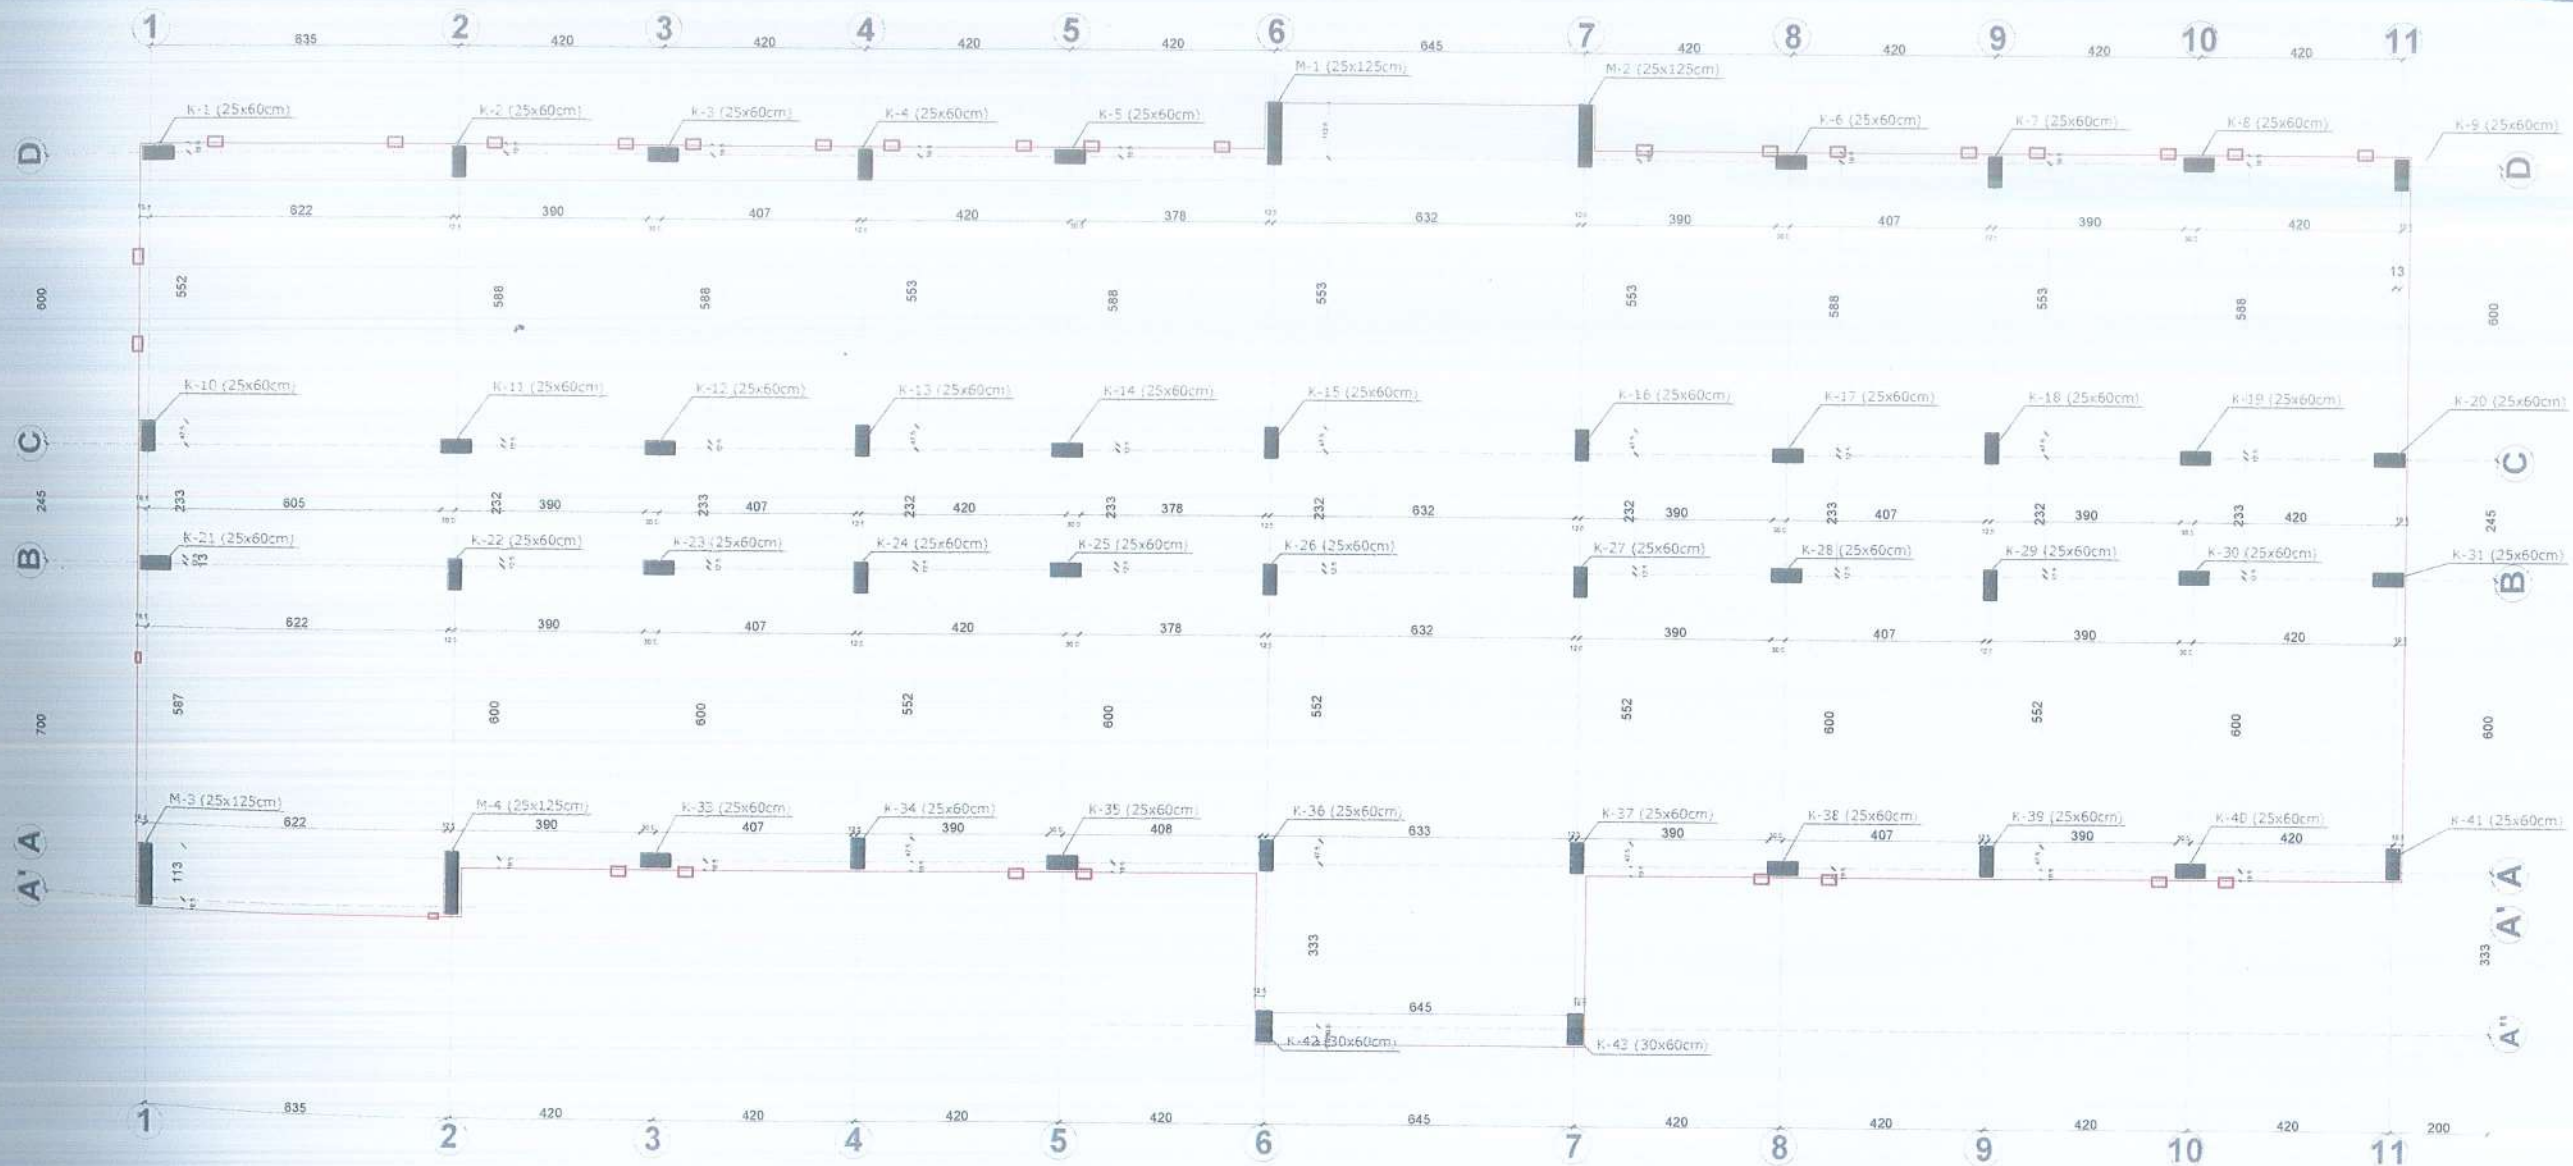 1 2 3 4 5 6 7 8 9 10 11
635 420 420 420 420 645 420 420 420 420
M-1 (25x125cm) M-2 (25x125cm)
K-1 (25x60cm) K-2 (25x60cm) K-3 (25x60cm) K-4 (25x60cm) K-5 (25x60cm) K-6 (25x60cm) K-7 (25x60cm) K-8 (25x60cm) K-9 (25x60cm)
D D
622 390 407 420 378 632 390 407 390 420
13
600 552 588 588 553 588 553 553 588 553 588 600
K-10 (25x60cm) K-11 (25x60cm) K-12 (25x60cm) K-13 (25x60cm) K-14 (25x60cm) K-15 (25x60cm) K-16 (25x60cm) K-17 (25x60cm) K-18 (25x60cm) K-19 (25x60cm) K-20 (25x60cm)
C C
245 233 232 233 232 233 232 232 233 232 233 245
605 390 407 420 378 632 390 407 390 420
K-21 (25x60cm) K-22 (25x60cm) K-23 (25x60cm) K-24 (25x60cm) K-25 (25x60cm) K-26 (25x60cm) K-27 (25x60cm) K-28 (25x60cm) K-29 (25x60cm) K-30 (25x60cm) K-31 (25x60cm)
B 13 B
622 390 407 420 378 632 390 407 390 420
700 587 600 600 552 600 552 552 600 552 600 600
M-3 (25x125cm) M-4 (25x125cm) K-33 (25x60cm) K-34 (25x60cm) K-35 (25x60cm) K-36 (25x60cm) K-37 (25x60cm) K-38 (25x60cm) K-39 (25x60cm) K-40 (25x60cm) K-41 (25x60cm)
622 390 407 390 408 633 390 407 390 420
A A
113
A' A'
333 333
645
K-42 (30x60cm) K-43 (30x60cm)
A"
635 420 420 420 420 645 420 420 420 420 200
1 2 3 4 5 6 7 8 9 10 11